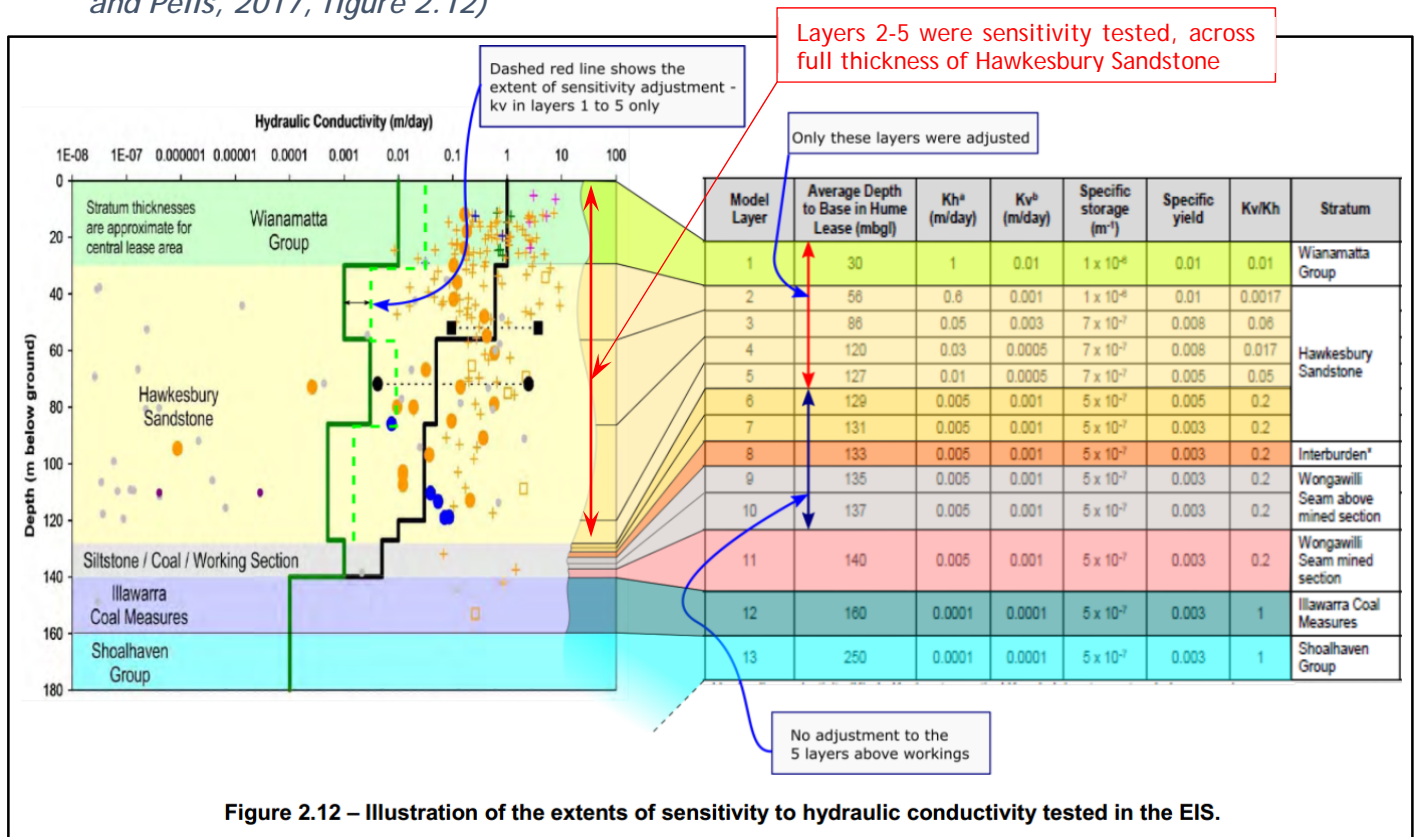 and Pells, 2017, figure 2.12)
Layers 2-5 were sensitivity tested, across
full thickness of Hawkesbury Sandstone
Dashed red line shows the
extent of sensitivity adjustment -
kv in layers 1 to 5 only
Only these layers were adjusted
Hydraulic Conductivity (m/day)
1E-08 1E-07 0.000001 0.00001 0.0001 0.001 0.01 0.1 1 10 100
Depth (m below ground)
0
20
40
60
80
100
120
140
160
180
Stratum thicknesses
are approximate for
central lease area
Wianamatta
Group
Hawkesbury
Sandstone
Siltstone / Coal / Working Section
Illawarra
Coal Measures
Shoalhaven
Group
Model
Layer
Average Depth
to Base in Hume
Lease (mbgl)
Khᵃ
(m/day)
Kvᵇ
(m/day)
Specific
storage
(m⁻¹)
Specific
yield
Kv/Kh
Stratum
1 30 1 0.01 1 x 10⁻⁶ 0.01 0.01
Wianamatta
Group
2 56 0.6 0.001 1 x 10⁻⁶ 0.01 0.0017
3 86 0.05 0.003 7 x 10⁻⁷ 0.008 0.06
4 120 0.03 0.0005 7 x 10⁻⁷ 0.008 0.017
5 127 0.01 0.0005 7 x 10⁻⁷ 0.005 0.05
6 129 0.005 0.001 5 x 10⁻⁷ 0.005 0.2
7 131 0.005 0.001 5 x 10⁻⁷ 0.003 0.2
Hawkesbury
Sandstone
8 133 0.005 0.001 5 x 10⁻⁷ 0.003 0.2 Interburden*
9 135 0.005 0.001 5 x 10⁻⁷ 0.003 0.2
10 137 0.005 0.001 5 x 10⁻⁷ 0.003 0.2
Wongawilli
Seam above
mined section
11 140 0.005 0.001 5 x 10⁻⁷ 0.003 0.2
Wongawilli
Seam mined
section
12 160 0.0001 0.0001 5 x 10⁻⁷ 0.003 1
Illawarra Coal
Measures
13 250 0.0001 0.0001 5 x 10⁻⁷ 0.003 1
Shoalhaven
Group
No adjustment to the
5 layers above workings
Figure 2.12 – Illustration of the extents of sensitivity to hydraulic conductivity tested in the EIS.